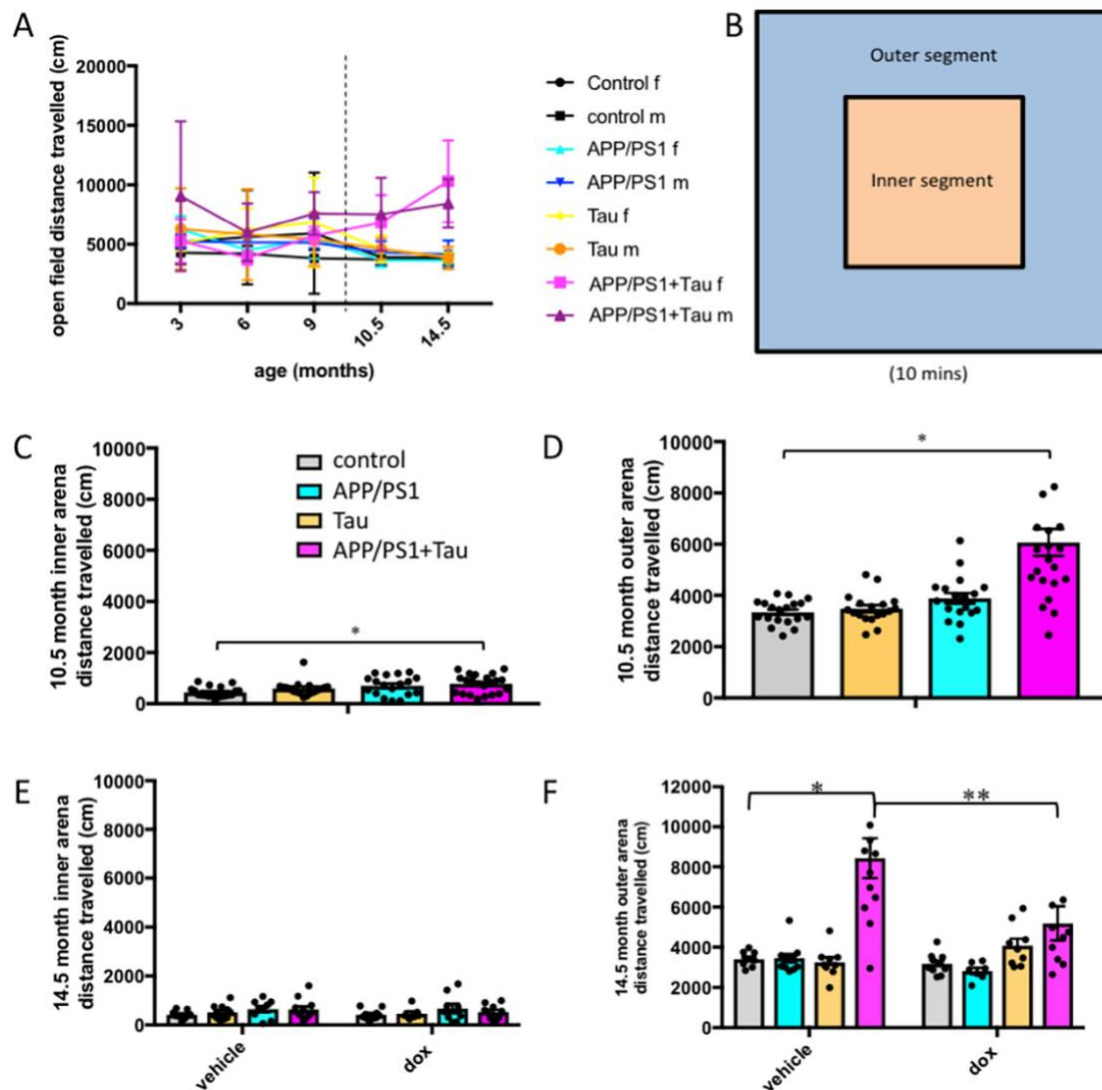 A
open field distance travelled (cm)
20000
15000
10000
5000
0
3
6
9
10.5
14.5
age (months)
Control f
control m
APP/PS1 f
APP/PS1 m
Tau f
Tau m
APP/PS1+Tau f
APP/PS1+Tau m
B
Outer segment
Inner segment
(10 mins)
C
10.5 month inner arena
distance travelled (cm)
10000
8000
6000
4000
2000
0
control
APP/PS1
Tau
APP/PS1+Tau
*
D
10.5 month outer arena
distance travelled (cm)
10000
8000
6000
4000
2000
0
*
E
14.5 month inner arena
distance travelled (cm)
10000
8000
6000
4000
2000
0
vehicle
dox
F
14.5 month outer arena
distance travelled (cm)
12000
10000
8000
6000
4000
2000
0
*
**
vehicle
dox